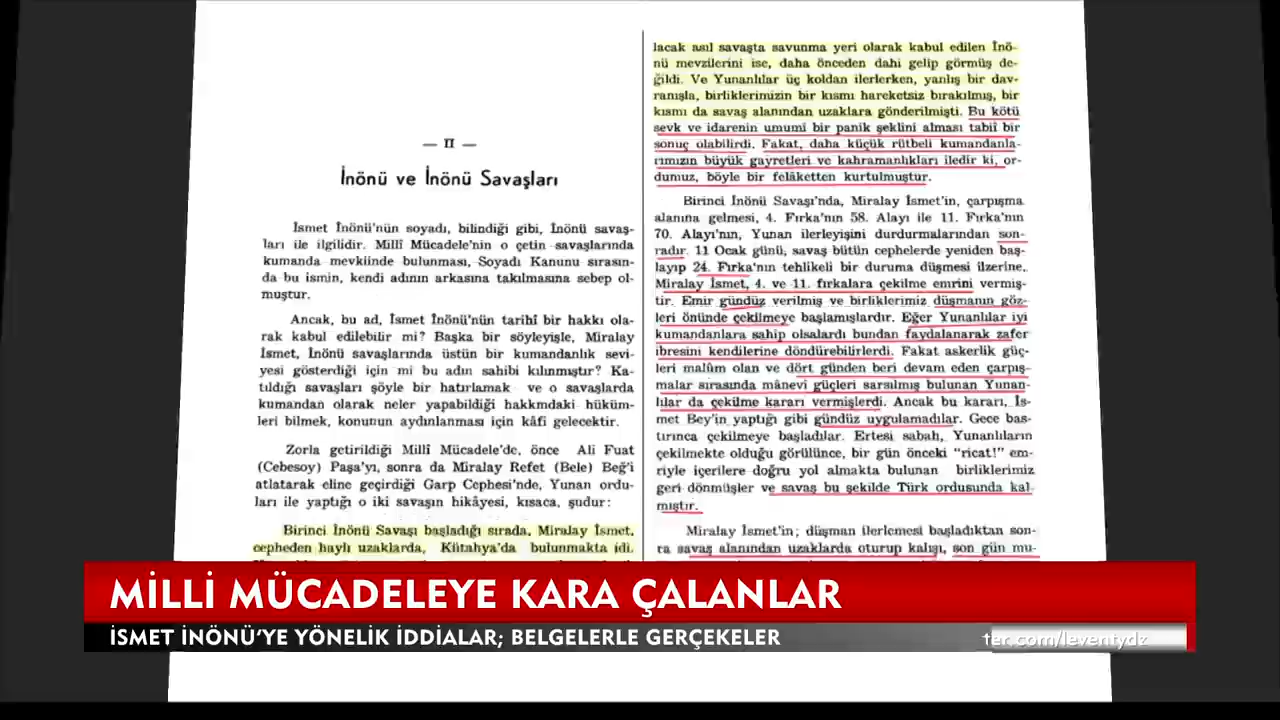 — II —
İnönü ve İnönü Savaşları
İsmet İnönü'nün soyadı, bilindiği gibi, İnönü savaş-
ları ile ilgilidir. Millî Mücadele'nin o çetin savaşlarında
kumanda mevkiinde bulunması, Soyadı Kanunu sırasın-
da bu ismin, kendi adının arkasına takılmasına sebep ol-
muştur.
Ancak, bu ad, İsmet İnönü'nün tarihî bir hakkı ola-
rak kabul edilebilir mi? Başka bir söyleyişle, Miralay
İsmet, İnönü savaşlarında üstün bir kumandanlık sevi-
yesi gösterdiği için mi bu adın sahibi kılınmıştır? Ka-
tıldığı savaşları şöyle bir hatırlamak ve o savaşlarda
kumandan olarak neler yapabildiği hakkındaki hüküm-
leri bilmek, konunun aydınlanması için kâfi gelecektir.
Zorla getirildiği Millî Mücadele'de, önce Ali Fuat
(Cebesoy) Paşa'yı, sonra da Miralay Refet (Bele) Beğ'i
atlatarak eline geçirdiği Garp Cephesi'nde, Yunan ordu-
ları ile yaptığı o iki savaşın hikâyesi, kısaca, şudur:
Birinci İnönü Savaşı başladığı sırada, Miralay İsmet,
cepheden haylı uzaklarda, Kütahya'da bulunmakta idi.
lacak asıl savaşta savunma yeri olarak kabul edilen İnö-
nü mevzilerini ise, daha önceden dahi gelip görmüş de-
ğildi. Ve Yunanlılar üç koldan ilerlerken, yanlış bir dav-
ranışla, birliklerimizin bir kısmı hareketsiz bırakılmış, bir
kısmı da savaş alanından uzaklara gönderilmişti. Bu kötü
sevk ve idarenin umumî bir panik şeklini alması tabiî bir
sonuç olabilirdi. Fakat, daha küçük rütbeli kumandanla-
rımızın büyük gayretleri ve kahramanlıkları iledir ki, or-
dumuz, böyle bir felâketten kurtulmuştur.
Birinci İnönü Savaşı'nda, Miralay İsmet'in, çarpışma
alanına gelmesi, 4. Fırka'nın 58. Alayı ile 11. Fırka'nın
70. Alayı'nın, Yunan ilerleyişini durdurmalarından son-
radır. 11 Ocak günü, savaş bütün cephelerde yeniden baş-
layıp 24. Fırka'nın tehlikeli bir duruma düşmesi üzerine,
Miralay İsmet, 4. ve 11. fırkalara çekilme emrini vermiş-
tir. Emir gündüz verilmiş ve birliklerimiz düşmanın göz-
leri önünde çekilmeye başlamışlardır. Eğer Yunanlılar iyi
kumandanlara sahip olsalardı bundan faydalanarak zafer
ibresini kendilerine döndürebilirlerdi. Fakat askerlik güç-
leri malûm olan ve dört günden beri devam eden çarpış-
malar sırasında mânevi güçleri sarsılmış bulunan Yunan-
lılar da çekilme kararı vermişlerdi. Ancak bu kararı, İs-
met Bey'in yaptığı gibi gündüz uygulamadılar. Gece bas-
tırınca çekilmeye başladılar. Ertesi sabah, Yunanlıların
çekilmekte olduğu görülünce, bir gün önceki "ricat!" em-
riyle içerilere doğru yol almakta bulunan birliklerimiz
geri dönmüşler ve savaş bu şekilde Türk ordusunda kal-
mıştır.
Miralay İsmet'in; düşman ilerlemesi başladıktan son-
ra savaş alanından uzaklarda oturup kalışı, son gün mu-
MİLLİ MÜCADELEYE KARA ÇALANLAR
İSMET İNÖNÜ'YE YÖNELİK İDDİALAR; BELGELERLE GERÇEKELER
ter.com/leventydz